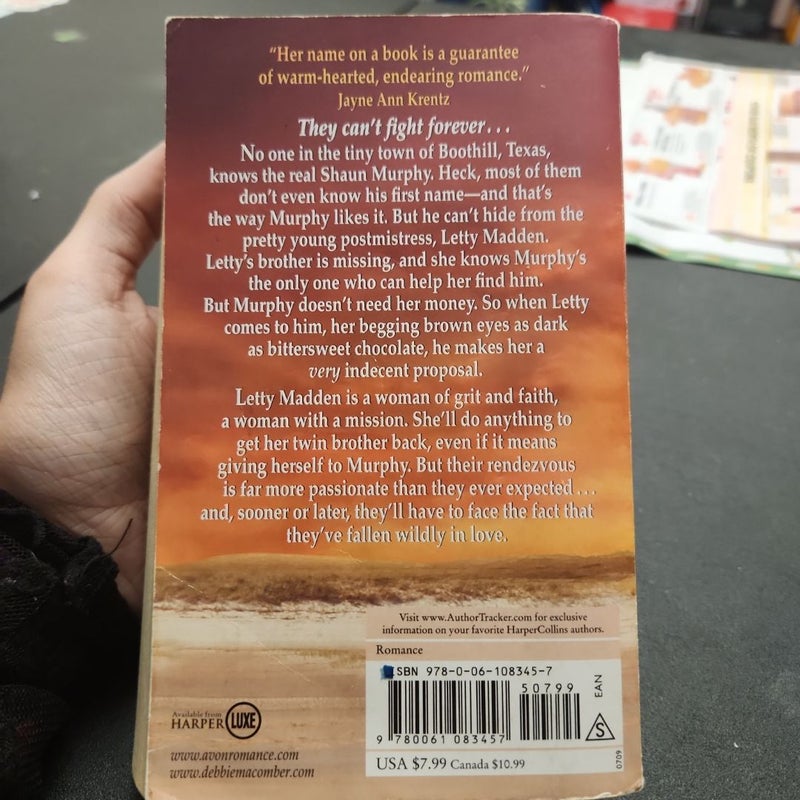 “Her name on a book is a guarantee
of warm-hearted, endearing romance.”
Jayne Ann Krentz
They can’t fight forever...
No one in the tiny town of Boothill, Texas,
knows the real Shaun Murphy. Heck, most of them
don’t even know his first name—and that’s
the way Murphy likes it. But he can’t hide from the
pretty young postmistress, Letty Madden.
Letty’s brother is missing, and she knows Murphy’s
the only one who can help her find him.
But Murphy doesn’t need her money. So when Letty
comes to him, her begging brown eyes as dark
as bittersweet chocolate, he makes her a
very indecent proposal.
Letty Madden is a woman of grit and faith,
a woman with a mission. She’ll do anything to
get her twin brother back, even if it means
giving herself to Murphy. But their rendezvous
is far more passionate than they ever expected...
and, sooner or later, they’ll have to face the fact that
they’ve fallen wildly in love.
Visit www.AuthorTracker.com for exclusive
information on your favorite HarperCollins authors.
Romance
ISBN 978-0-06-108345-7
50799
EAN
S
9 780061 083457
USA $7.99 Canada $10.99
0709
Available from
HARPER LUXE
www.avonromance.com
www.debbiemacomber.com